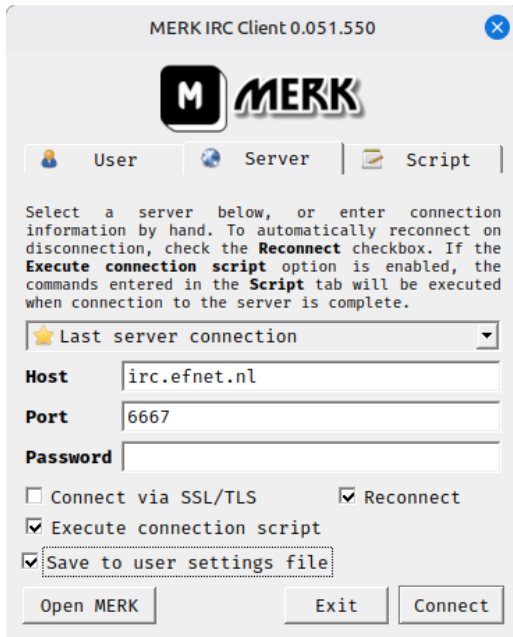 MERK IRC Client 0.051.550
M MERK
User Server Script
Select a server below, or enter connection
information by hand. To automatically reconnect on
disconnection, check the Reconnect checkbox. If the
Execute connection script option is enabled, the
commands entered in the Script tab will be executed
when connection to the server is complete.
Last server connection
Host irc.efnet.nl
Port 6667
Password
Connect via SSL/TLS Reconnect
Execute connection script
Save to user settings file
Open MERK Exit Connect